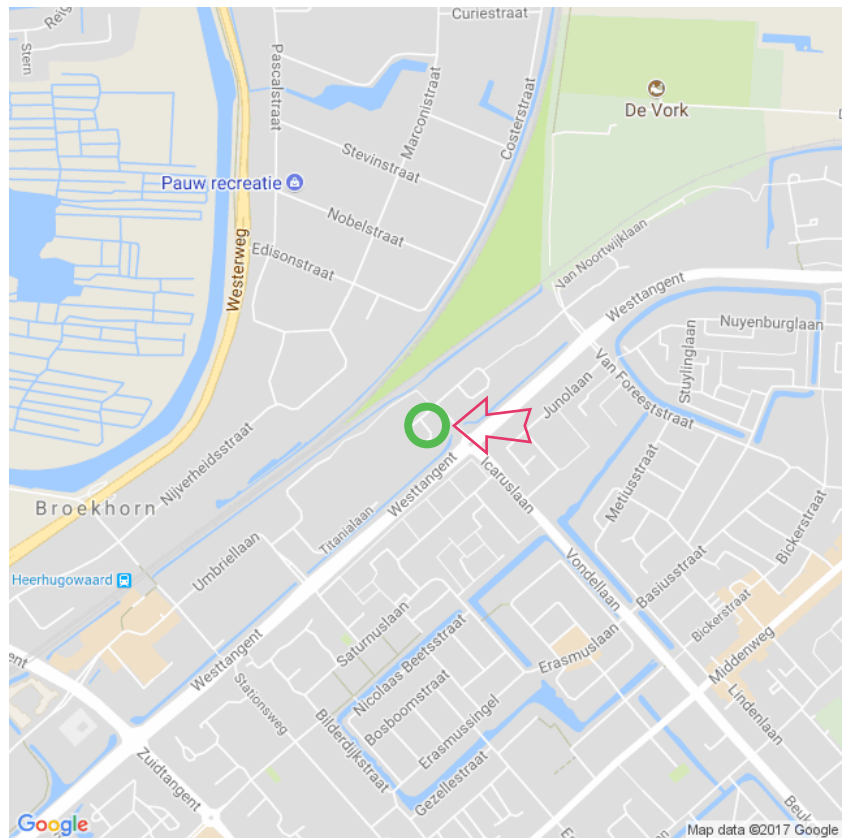 Reig
Stern
Curiestraat
Pascalstraat
Marconistraat
Costerstraat
De Vork
D
Stevinstraat
Pauw recreatie
Nobelstraat
Edisonstraat
Westerweg
Van Noortwijklaan
Westtangent
Nuyenburglaan
Stuylinglaan
Van Foreeststraat
Junolaan
Nijverheidsstraat
Icaruslaan
Westtangent
Metiusstraat
Bickerstraat
Broekhorn
Titanialaan
Umbriellaan
Heerhugowaard
Vondellaan
Basiusstraat
Bickerstraat
Saturnuslaan
Nicolaas Beetsstraat
Erasmuslaan
Middenweg
Westtangent
gent
Stationsweg
Bosboomstraat
Lindenlaan
Bilderdijkstraat
Erasmussingel
Zuidtangent
Gezellestraat
Beuk
Google
Map data ©2017 Google